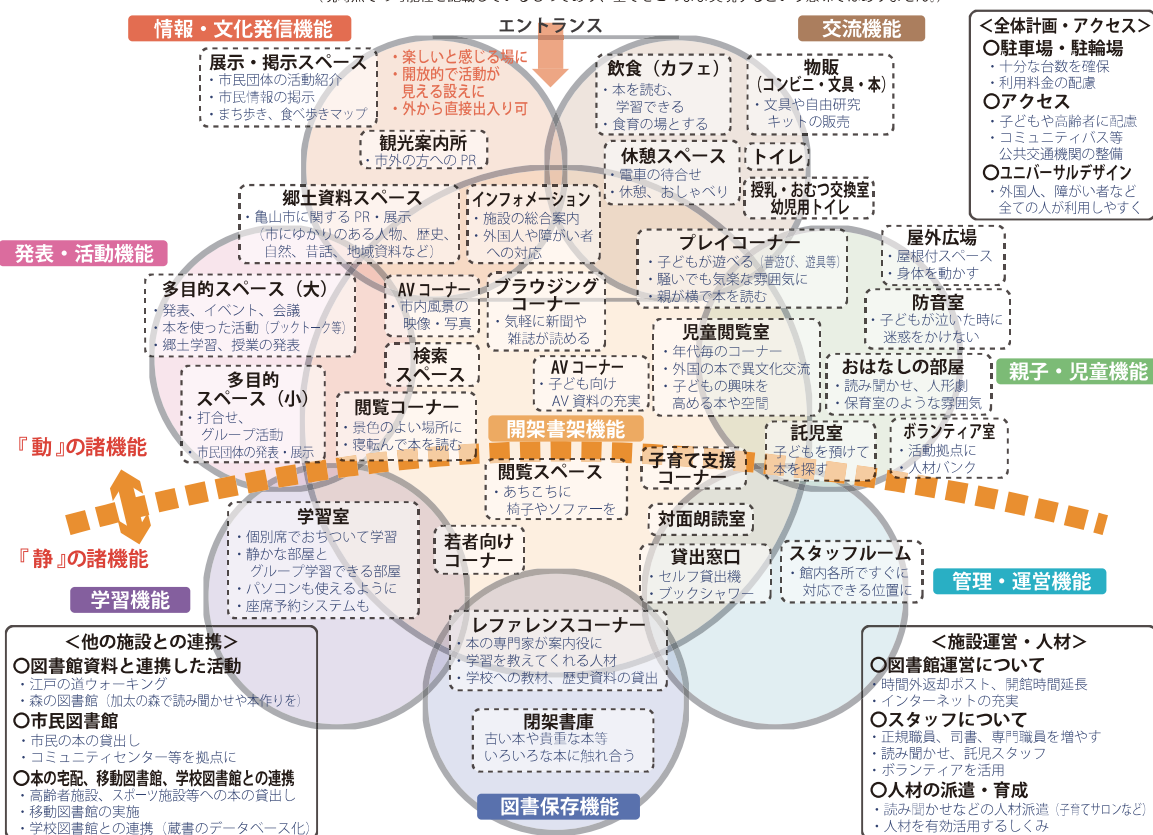 情報・文化発信機能
エントランス
交流機能
展示・掲示スペース
・市民団体の活動紹介
・市民情報の掲示
・まち歩き、食べ歩きマップ
・楽しいと感じる場に
・開放的で活動が
見える設えに
・外から直接出入り可
観光案内所
・市外の方へのPR
飲食（カフェ）
・本を読む、
学習できる
・食育の場とする
物販
（コンビニ・文具・本）
・文具や自由研究
キットの販売
休憩スペース
・電車の待合せ
・休憩、おしゃべり
トイレ
授乳・おむつ交換室
幼児用トイレ
＜全体計画・アクセス＞
〇駐車場・駐輪場
・十分な台数を確保
・利用料金の配慮
〇アクセス
・子どもや高齢者に配慮
・コミュニティバス等
公共交通機関の整備
〇ユニバーサルデザイン
・外国人、障がい者など
全ての人が利用しやすく
郷土資料スペース
・亀山市に関するPR・展示
（市にゆかりのある人物、歴史、
自然、昔話、地域資料など）
インフォメーション
・施設の総合案内
・外国人や障がい者
への対応
発表・活動機能
多目的スペース（大）
・発表、イベント、会議
・本を使った活動（ブックトーク等）
・郷土学習、授業の発表
AVコーナー
市内風景の
映像・写真
ブラウジング
コーナー
・気軽に新聞や
雑誌が読める
プレイコーナー
・子どもが遊べる（昔遊び、遊具等）
・騒いでも気楽な雰囲気に
・親が横で本を読む
屋外広場
・屋根付スペース
・身体を動かす
防音室
・子どもが泣いた時に
迷惑をかけない
検索
スペース
AVコーナー
・子ども向け
AV資料の充実
児童閲覧室
・年代毎のコーナー
・外国の本で異文化交流
・子どもの興味を
高める本や空間
おはなしの部屋
・読み聞かせ、人形劇
・保育室のような雰囲気
親子・児童機能
多目的
スペース（小）
・打合せ、
グループ活動
・市民団体の発表・展示
閲覧コーナー
・景色のよい場所に
・寝転んで本を読む
開架書架機能
託児室
子どもを預けて
本を探す
ボランティア室
・活動拠点に
・人材バンク
『動』の諸機能
閲覧スペース
・あちこちに
椅子やソファーを
子育て支援
コーナー
『静』の諸機能
学習室
・個別席でおちついて学習
・静かな部屋と
グループ学習できる部屋
・パソコンも使えるように
・座席予約システムも
若者向け
コーナー
対面朗読室
貸出窓口
・セルフ貸出機
・ブックシャワー
スタッフルーム
・館内各所ですぐに
対応できる位置に
管理・運営機能
学習機能
レファレンスコーナー
・本の専門家が案内役に
・学習を教えてくれる人材
・学校への教材、歴史資料の貸出
閉架書庫
古い本や貴重な本等
いろいろな本に触れ合う
図書保存機能
＜他の施設との連携＞
〇図書館資料と連携した活動
・江戸の道ウォーキング
・森の図書館（加太の森で読み聞かせや本作りを）
〇市民図書館
・市民の本の貸出し
・コミュニティセンター等を拠点に
〇本の宅配、移動図書館、学校図書館との連携
・高齢者施設、スポーツ施設等への本の貸出し
・移動図書館の実施
・学校図書館との連携（蔵書のデータベース化）
＜施設運営・人材＞
〇図書館運営について
・時間外返却ポスト、開館時間延長
・インターネットの充実
〇スタッフについて
・正規職員、司書、専門職員を増やす
・読み聞かせ、託児スタッフ
・ボランティアを活用
〇人材の派遣・育成
・読み聞かせなどの人材派遣（子育てサロンなど）
・人材を有効活用するしくみ